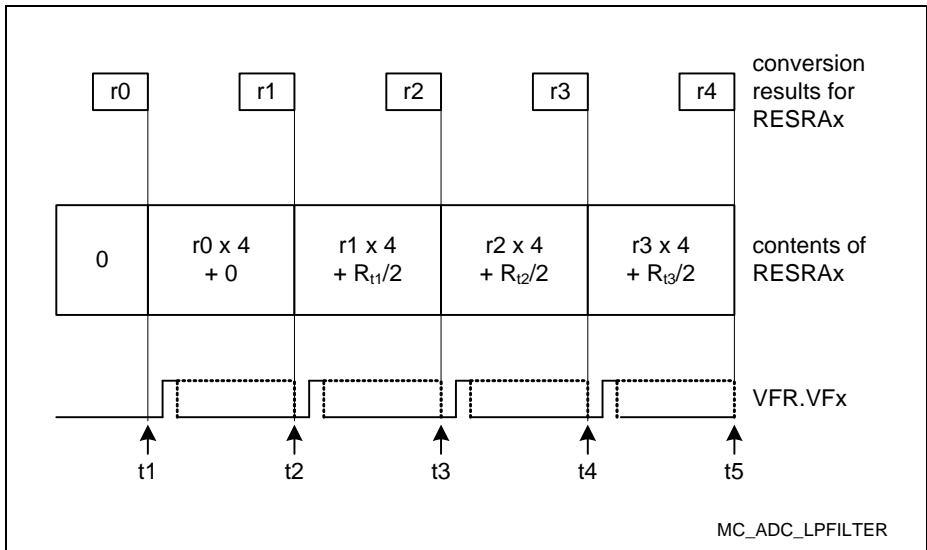 r0 r1 r2 r3 r4
conversion
results for
RESRAx
0
r0 x 4
+ 0
r1 x 4
+ Rt1/2
r2 x 4
+ Rt2/2
r3 x 4
+ Rt3/2
contents of
RESRAx
VFR.VFx
t1 t2 t3 t4 t5
MC_ADC_LPFILTER